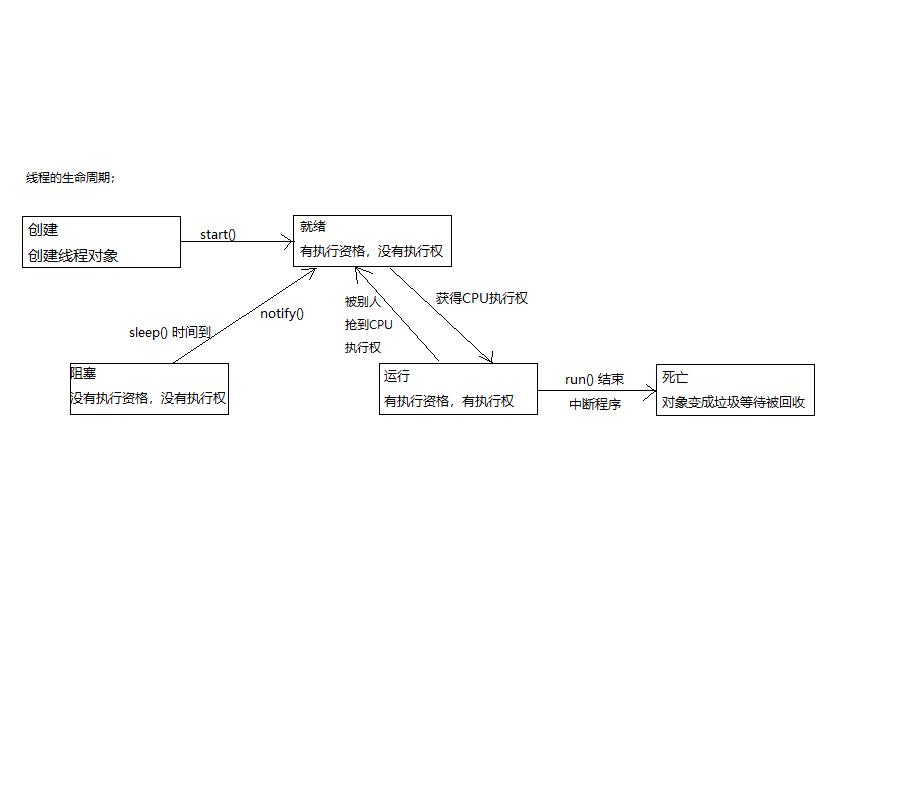 线程的生命周期；
创建
创建线程对象
start()
就绪
有执行资格，没有执行权
获得CPU执行权
被别人
抢到CPU
执行权
notify()
sleep() 时间到
阻塞
没有执行资格，没有执行权
运行
有执行资格，有执行权
run() 结束
中断程序
死亡
对象变成垃圾等待被回收